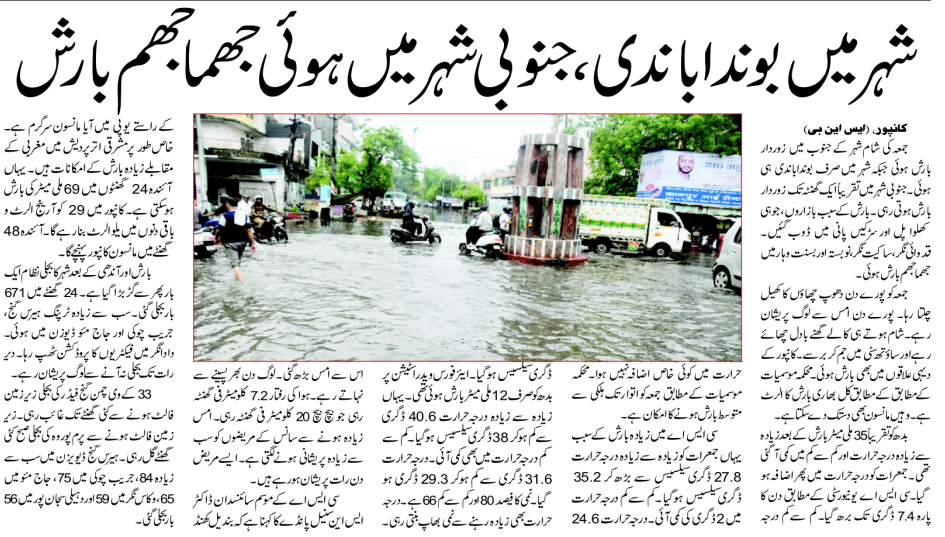 شہر میں بوندا باندی، جنوبی شہر میں ہوئی جھما جھم بارش
کانپور، (ایس این بی)
جمعہ کی شام شہر کے جنوب میں زوردار
بارش ہوئی جبکہ شہر میں صرف بوندا باندی ہی
ہوئی۔ جنوبی شہر میں تقریباً ایک گھنٹہ تک زوردار
بارش ہوتی رہی۔ بارش کے سبب بازاروں، جوہی
کھلوا پل اور سڑکیں پانی میں ڈوب گئیں۔
قدوائی نگر، ساکیت نگر، نوبستہ اور بسنت وہار میں
جھما جھم بارش ہوئی۔
جمعہ کو پورے دن دھوپ چھاؤں کا کھیل
چلتا رہا۔ پورے دن امس سے لوگ پریشان
رہے۔ شام ہوتے ہی کالے گھنے بادل چھائے
رہے اور ساؤتھ سٹی میں جم کر برسے۔ کانپور کے
دیہی علاقوں میں بھی بارش ہوئی۔ محکمہ موسمیات
کے مطابق کے مطابق کل بھاری بارش کا الرٹ
ہے۔ وہیں مانسون بھی دستک دے سکتا ہے۔
بدھ کو تقریباً 35 ملی میٹر بارش کے بعد زیادہ
سے زیادہ درجہ حرارت اور کم سے کم میں کمی آ گئی
تھی۔ جمعرات کو درجہ حرارت میں پھر اضافہ ہو
گیا۔ سی ایس اے یونیورسٹی کے مطابق دن کا
پارہ 7.4 ڈگری تک بڑھ گیا۔ کم سے کم درجہ
حرارت میں کوئی خاص اضافہ نہیں ہوا۔ محکمہ
موسمیات کے مطابق جمعہ کو اتوار تک ہلکی سے
متوسط بارش ہونے کا امکان ہے۔
سی ایس اے میں زیادہ بارش کے سبب
یہاں جمعرات کو زیادہ سے زیادہ درجہ حرارت
27.8 ڈگری سیلسیس سے بڑھ کر 35.2
ڈگری سیلسیس ہو گیا۔ کم سے کم درجہ حرارت
میں 2 ڈگری کی کمی آئی۔ درجہ حرارت 24.6
ڈگری سیلسیس ہو گیا۔ ایئر فورس ویدر اسٹیشن پر
بدھ کو صرف 12 ملی میٹر بارش ہوئی تھی۔ یہاں
زیادہ سے زیادہ درجہ حرارت 40.6 ڈگری
سے کم ہو کر 38 ڈگری سیلسیس ہو گیا۔ کم سے
کم درجہ حرارت میں بھی کمی آئی۔ درجہ حرارت
31.6 ڈگری سے کم ہو کر 29.3 ڈگری ہو
گیا۔ نمی کا فیصد 80 اور کم سے کم 66 ہے۔ درجہ
حرارت بھی زیادہ رہنے سے نمی بھاپ بنتی رہی۔
اس سے امس بڑھ گئی۔ لوگ دن بھر پسینے سے
نہاتے رہے۔ ہوا کی رفتار 7.2 کلومیٹر فی گھنٹہ
رہی جو بیچ بیچ 20 کلومیٹر فی گھنٹہ رہی۔ امس
زیادہ ہونے سے سانس کے مریضوں کو سب
سے زیادہ پریشانی ہونے لگتی ہے۔ ایسے مریض
دن رات پریشان ہو رہے ہیں۔
سی ایس اے کے موسم سائنسداں ڈاکٹر
ایس این سنیل پانڈے کا کہنا ہے کہ بندیل کھنڈ
کے راستے یوپی میں آیا مانسون سرگرم ہے۔
خاص طور پر مشرقی اتر پردیش میں مغربی کے
مقابلے زیادہ بارش کے امکانات ہیں۔ یہاں
آئندہ 24 گھنٹوں میں 69 ملی میٹر کی بارش
ہو سکتی ہے۔ کانپور میں 29 کو آرینج الرٹ و
باقی دنوں میں یلو الرٹ بنا رہے گا۔ آئندہ 48
گھنٹے میں مانسون کانپور پہنچے گا۔
بارش اور آندھی کے بعد شہر کا بجلی نظام ایک
بار پھر سے گڑبڑا گیا ہے۔ 24 گھنٹے میں 671
بار بجلی گئی۔ سب سے زیادہ ٹرپنگ ہیرس گنج،
جریب چوکی اور جاج مئو ڈیوزن میں ہوئی۔
دادا نگر میں فیکٹریوں کا پروڈکشن ٹھپ رہا۔ دیر
رات تک بجلی نہ آنے سے لوگ پریشان رہے۔
33 کے وی چمن گنج فیڈر کی بجلی زیر زمین
فالٹ ہونے سے کئی گھنٹے تک غائب رہی۔ زیر
زمین فالٹ ہونے سے پرم پوروہ کی بجلی صبح کئی
گھنٹے گل رہی۔ ہیرس گنج ڈیویزن میں سب سے
زیادہ 84، جریب چوکی میں 75، جاج مئو میں
65، وکاس نگر میں 59 اور دہیلی سجان پور میں 56
بار بجلی گئی۔